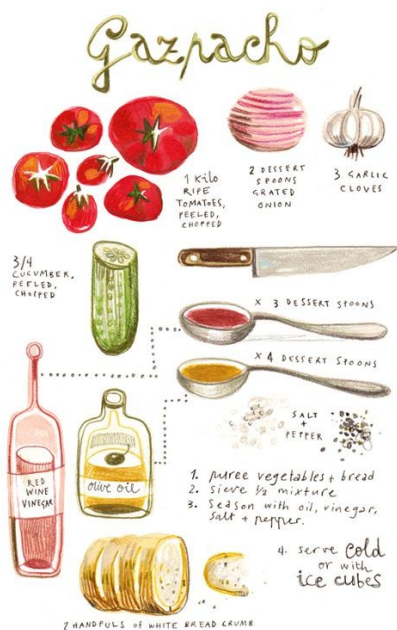 Gazpacho
1 Kilo
RIPE
TOMATOES,
PEELED,
CHOPPED
2 DESSERT
SPOONS
GRATED
ONION
3 GARLIC
CLOVES
3/4
CUCUMBER,
PEELED,
CHOPPED
x 3 DESSERT SPOONS
x 4 DESSERT SPOONS
SALT
+
PEPPER
RED
WINE
VINEGAR
olive oil
1. puree vegetables + bread
2. sieve 1/2 mixture
3. Season with oil, vinegar,
salt + pepper.
4. serve cold
or with
ice cubes
2 HANDFULS of WHITE BREAD CRUMB